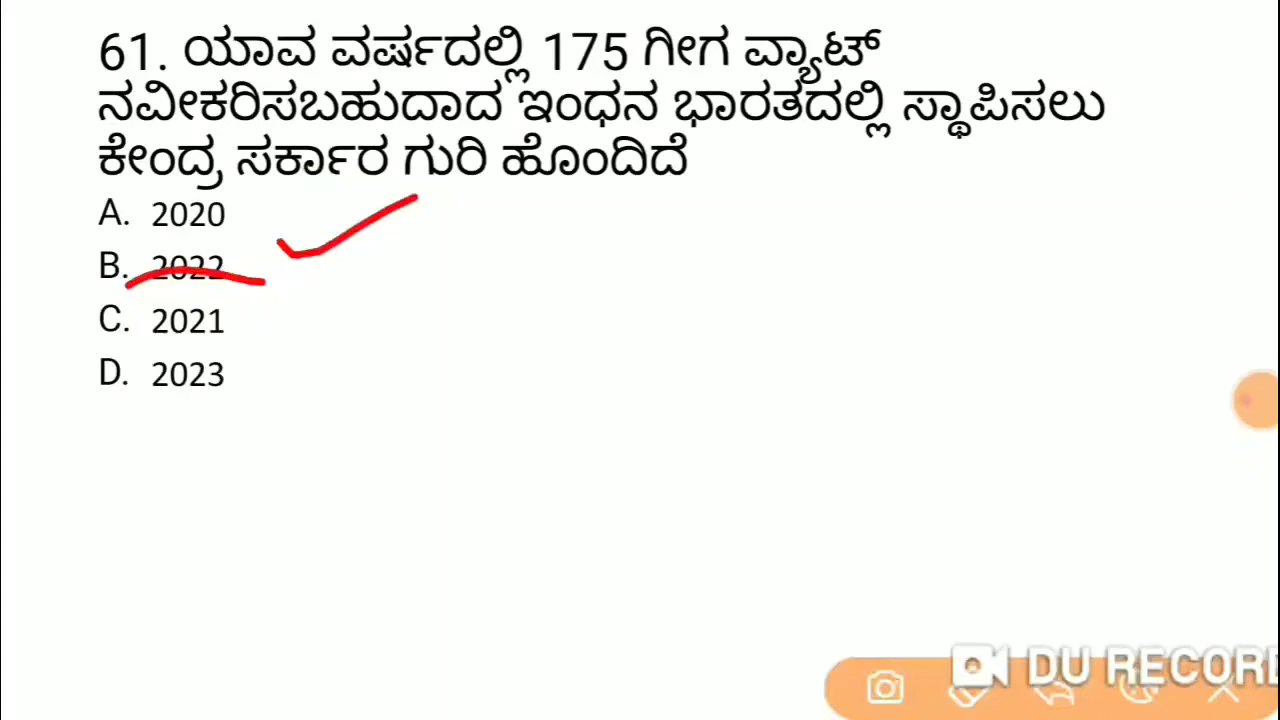 61. ಯಾವ ವರ್ಷದಲ್ಲಿ 175 ಗೀಗ ವ್ಯಾಟ್
ನವೀಕರಿಸಬಹುದಾದ ಇಂಧನ ಭಾರತದಲ್ಲಿ ಸ್ಥಾಪಿಸಲು
ಕೇಂದ್ರ ಸರ್ಕಾರ ಗುರಿ ಹೊಂದಿದೆ
A. 2020
B. 2022
C. 2021
D. 2023
DU RECORD